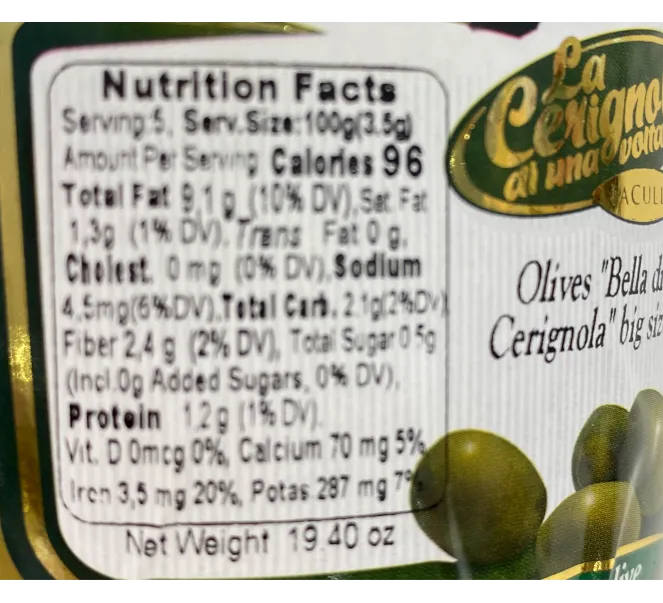 Nutrition Facts
Serving:5, Serv.Size:100g(3.5g)
Amount Per Serving Calories 96
Total Fat 9,1 g (10% DV), Sat. Fat
1,3g (1% DV), Trans Fat 0 g,
Cholest. 0 mg (0% DV), Sodium
4,5mg(6%DV), Total Carb. 2,1g(2%DV)
Fiber 2,4 g (2% DV), Total Sugar 0 5g
(Incl.0g Added Sugars, 0% DV),
Protein 1,2 g (1% DV).
Vit. D 0mcg 0%, Calcium 70 mg 5%,
Iron 3,5 mg 20%, Potas 287 mg 7%
Net Weight 19.40 oz
La
Cerigno
di una volta
ACULI
Olives "Bella di
Cerignola" big siz
live